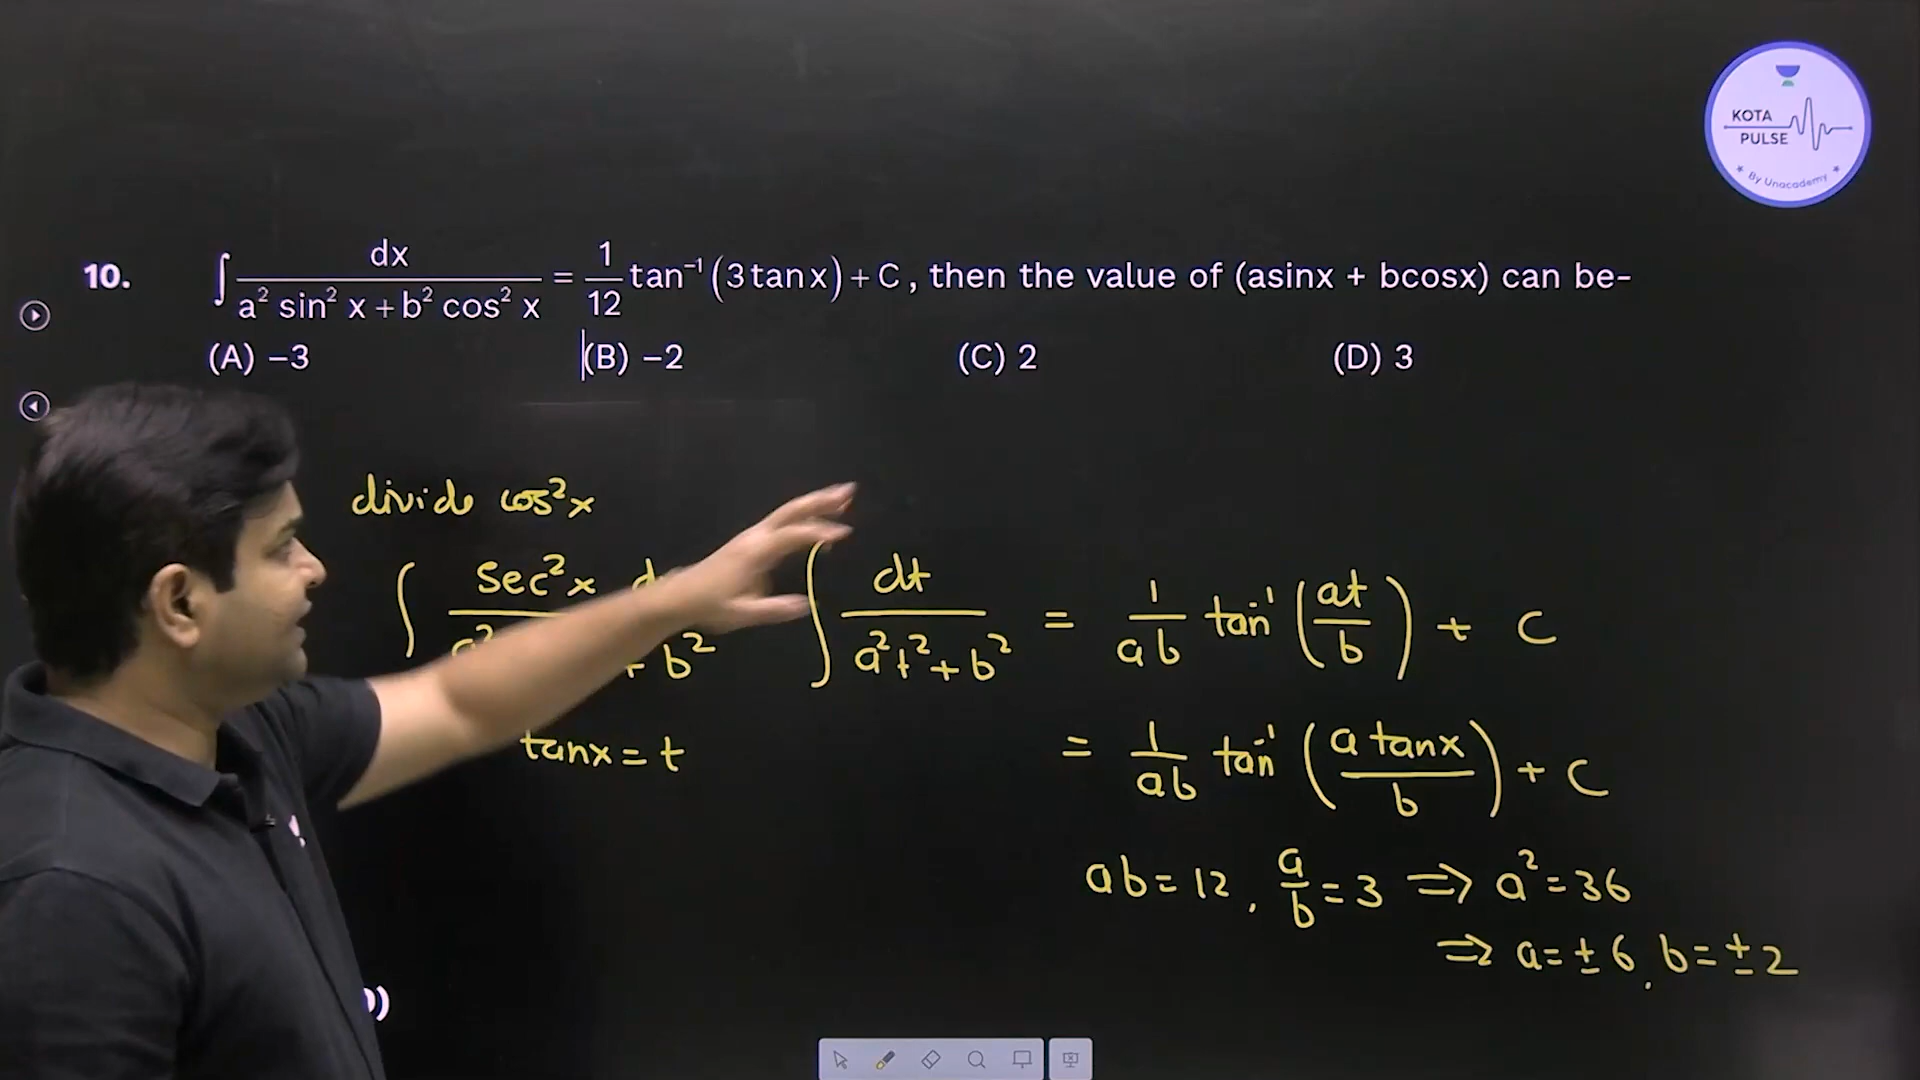 KOTA
PULSE
By Unacademy
10. ∫ dx / (a² sin² x + b² cos² x) = 1/12 tan⁻¹ (3 tan x) + C, then the value of (asinx + bcosx) can be-
(A) −3 (B) −2 (C) 2 (D) 3
divide cos²x
∫ sec²x / + b²
∫ dt / (a²t² + b²) = 1/ab tan⁻¹ (at/b) + C
tanx = t
= 1/ab tan⁻¹ (a tanx / b) + C
ab = 12, a/b = 3 ⇒ a² = 36
⇒ a = ± 6, b = ± 2